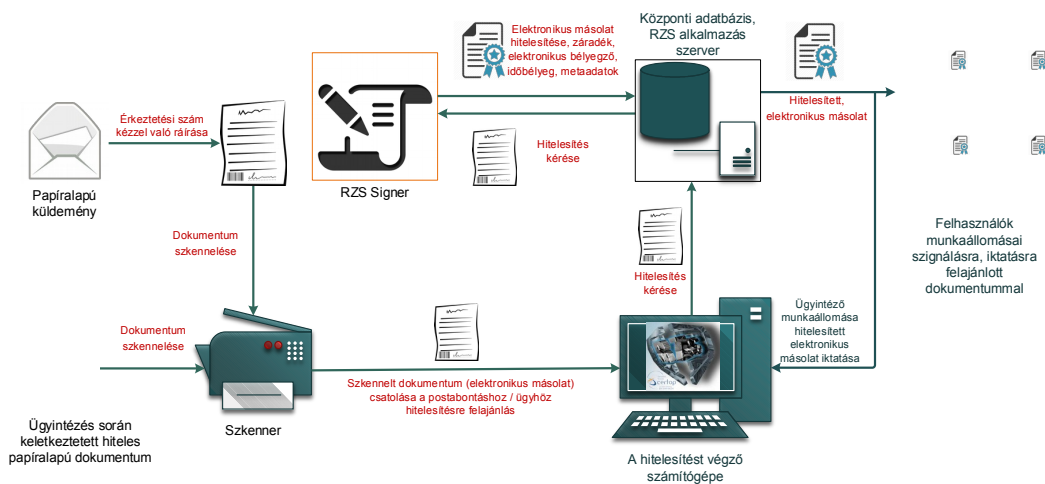 Elektronikus másolat
hitelesítése, záradék,
elektronikus bélyegző,
időbélyeg, metaadatok
Központi adatbázis,
RZS alkalmazás
szerver
Érkeztetési szám
kézzel való ráírása
Hitelesített,
elektronikus másolat
Hitelesítés
kérése
Papíralapú
küldemény
RZS Signer
Dokumentum
szkennelése
Hitelesítés
kérése
Felhasználók
munkaállomásai
szignálásra, iktatásra
felajánlott
dokumentummal
Dokumentum
szkennelése
Ügyintéző
munkaállomása
hitelesített
elektronikus
másolat iktatása
Szkennelt dokumentum (elektronikus másolat)
csatolása a postabontáshoz / ügyhöz
hitelesítésre felajánlás
Ügyintézés során
keletkeztetett hiteles
papíralapú dokumentum
Szkenner
A hitelesítést végző
számítógépe